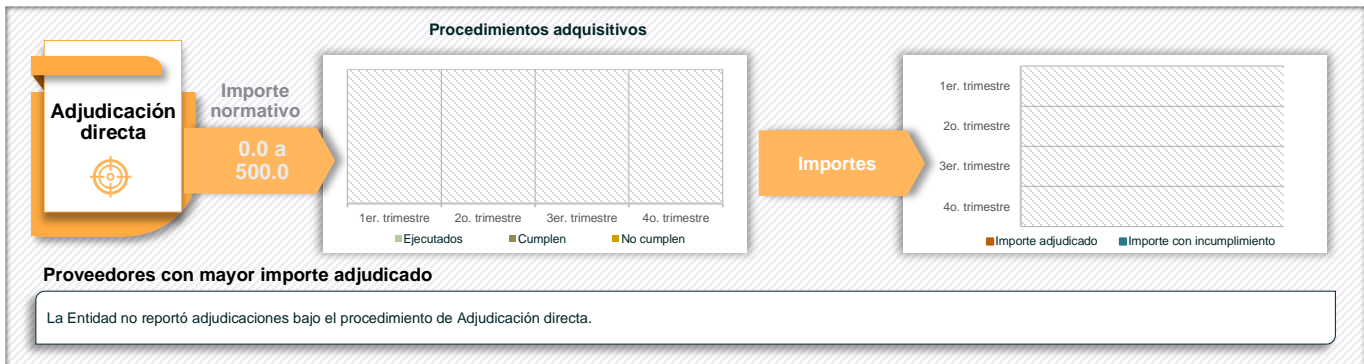 Procedimientos adquisitivos
Adjudicación
directa
Importe
normativo
0.0 a
500.0
1er. trimestre
2o. trimestre
3er. trimestre
4o. trimestre
Ejecutados
Cumplen
No cumplen
Importes
1er. trimestre
2o. trimestre
3er. trimestre
4o. trimestre
Importe adjudicado
Importe con incumplimiento
Proveedores con mayor importe adjudicado
La Entidad no reportó adjudicaciones bajo el procedimiento de Adjudicación directa.